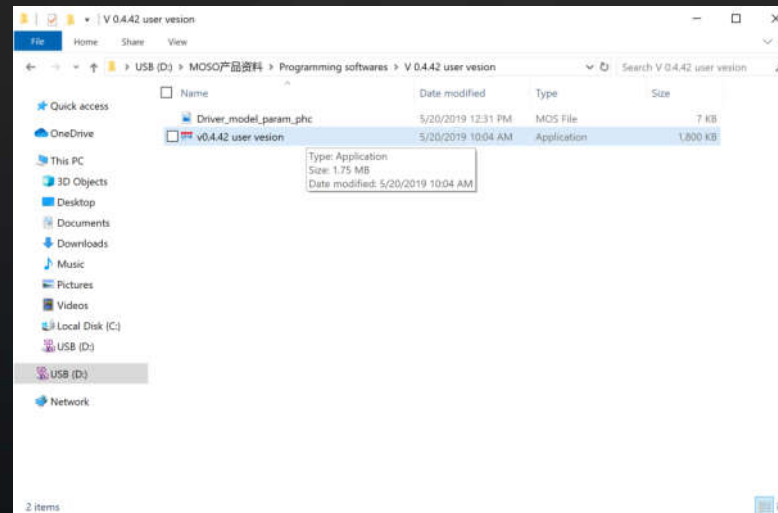 V 0.4.42 user vesion
File Home Share View
USB (D:) > MOSO产品资料 > Programming softwares > V 0.4.42 user vesion
Search V 0.4.42 user vesion
Name Date modified Type Size
Driver_model_param_phc 5/20/2019 12:31 PM MOS File 7 KB
v0.4.42 user vesion 5/20/2019 10:04 AM Application 1,800 KB
Type: Application
Size: 1.75 MB
Date modified: 5/20/2019 10:04 AM
Quick access
OneDrive
This PC
3D Objects
Desktop
Documents
Downloads
Music
Pictures
Videos
Local Disk (C:)
USB (D:)
USB (D:)
Network
2 items